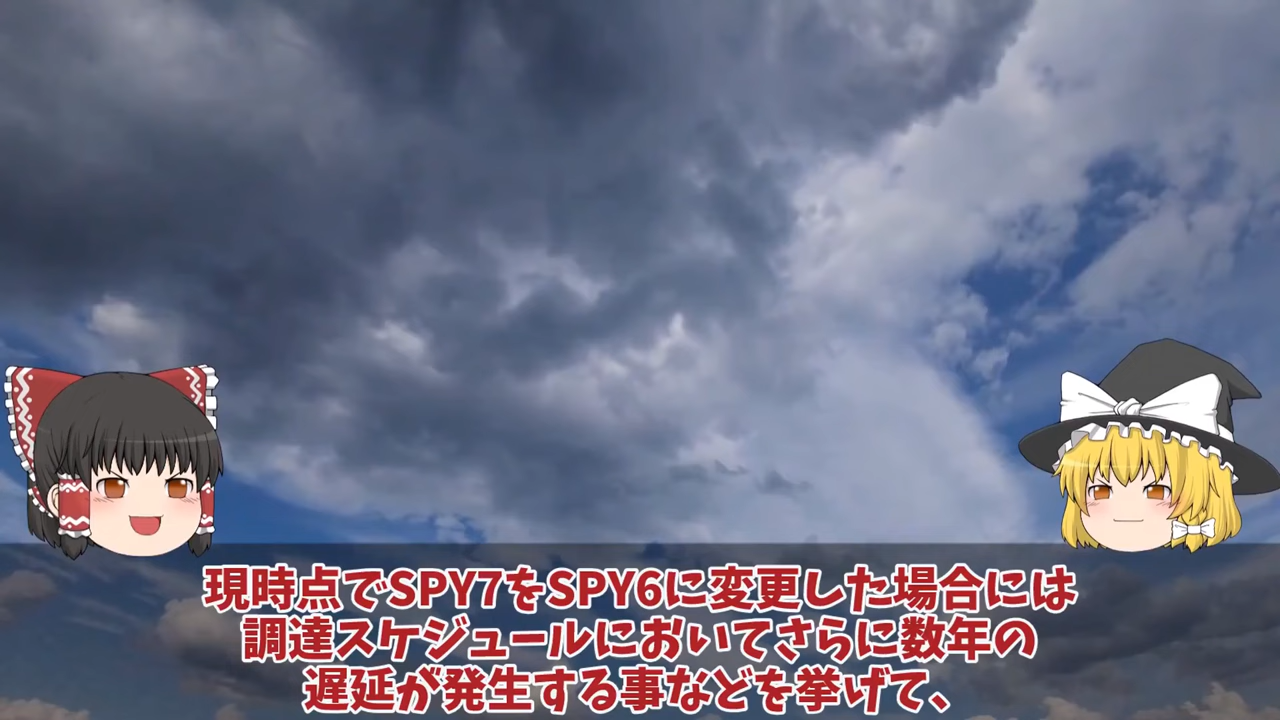 現時点でSPY7をSPY6に変更した場合には
調達スケジュールにおいてさらに数年の
遅延が発生する事などを挙げて、